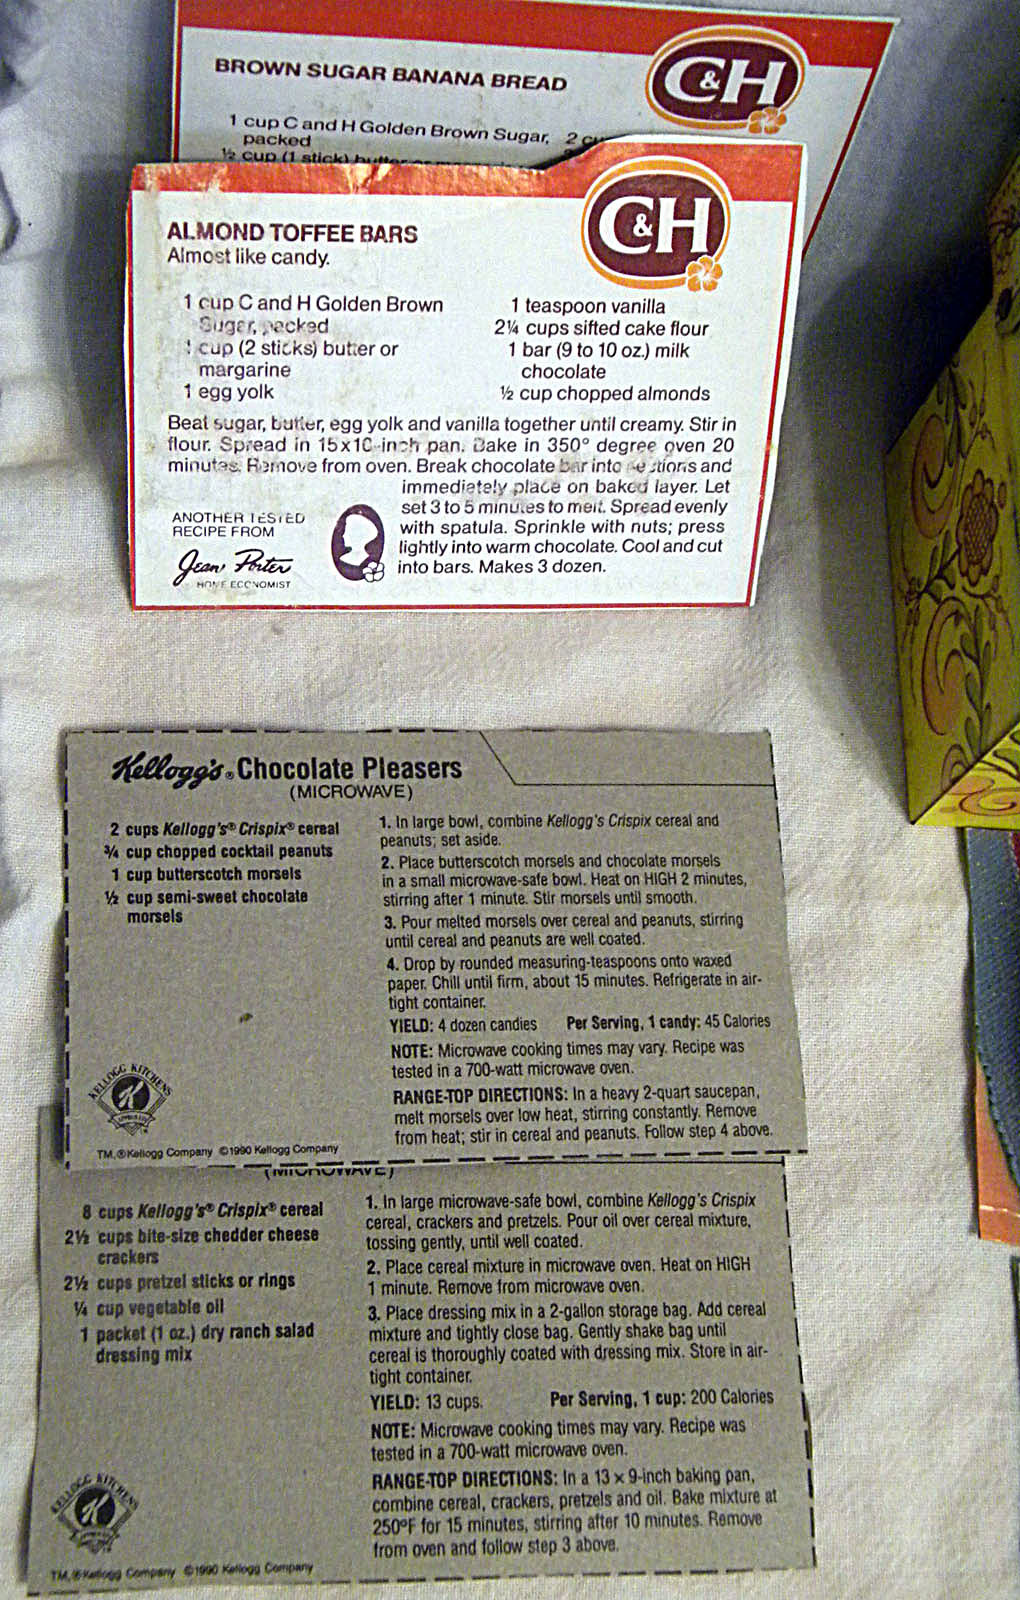 BROWN SUGAR BANANA BREAD
C&H
1 cup C and H Golden Brown Sugar, 2
packed
½ cup (1 stick) butter or
ALMOND TOFFEE BARS
Almost like candy.
C&H
1 cup C and H Golden Brown
Sugar, packed
1 cup (2 sticks) butter or
margarine
1 egg yolk
1 teaspoon vanilla
2¼ cups sifted cake flour
1 bar (9 to 10 oz.) milk
chocolate
½ cup chopped almonds
Beat sugar, butter, egg yolk and vanilla together until creamy. Stir in
flour. Spread in 15x10-inch pan. Bake in 350° degree oven 20
minutes. Remove from oven. Break chocolate bar into sections and
immediately place on baked layer. Let
set 3 to 5 minutes to melt. Spread evenly
with spatula. Sprinkle with nuts; press
lightly into warm chocolate. Cool and cut
into bars. Makes 3 dozen.
ANOTHER TESTED
RECIPE FROM
Jean Porter
HOME ECONOMIST
Kellogg's® Chocolate Pleasers
(MICROWAVE)
2 cups Kellogg's® Crispix® cereal
¾ cup chopped cocktail peanuts
1 cup butterscotch morsels
½ cup semi-sweet chocolate
morsels
1. In large bowl, combine Kellogg's Crispix cereal and
peanuts; set aside.
2. Place butterscotch morsels and chocolate morsels
in a small microwave-safe bowl. Heat on HIGH 2 minutes,
stirring after 1 minute. Stir morsels until smooth.
3. Pour melted morsels over cereal and peanuts, stirring
until cereal and peanuts are well coated.
4. Drop by rounded measuring-teaspoons onto waxed
paper. Chill until firm, about 15 minutes. Refrigerate in air-
tight container.
YIELD: 4 dozen candies Per Serving, 1 candy: 45 Calories
NOTE: Microwave cooking times may vary. Recipe was
tested in a 700-watt microwave oven.
RANGE-TOP DIRECTIONS: In a heavy 2-quart saucepan,
melt morsels over low heat, stirring constantly. Remove
from heat; stir in cereal and peanuts. Follow step 4 above.
KELLOGG KITCHENS
K
APPROVED
TM, ® Kellogg Company © 1990 Kellogg Company
(MICROWAVE)
8 cups Kellogg's® Crispix® cereal
2½ cups bite-size chedder cheese
crackers
2½ cups pretzel sticks or rings
¼ cup vegetable oil
1 packet (1 oz.) dry ranch salad
dressing mix
1. In large microwave-safe bowl, combine Kellogg's Crispix
cereal, crackers and pretzels. Pour oil over cereal mixture,
tossing gently, until well coated.
2. Place cereal mixture in microwave oven. Heat on HIGH
1 minute. Remove from microwave oven.
3. Place dressing mix in a 2-gallon storage bag. Add cereal
mixture and tightly close bag. Gently shake bag until
cereal is thoroughly coated with dressing mix. Store in air-
tight container.
YIELD: 13 cups. Per Serving, 1 cup: 200 Calories
NOTE: Microwave cooking times may vary. Recipe was
tested in a 700-watt microwave oven.
RANGE-TOP DIRECTIONS: In a 13 x 9-inch baking pan,
combine cereal, crackers, pretzels and oil. Bake mixture at
250°F for 15 minutes, stirring after 10 minutes. Remove
from oven and follow step 3 above.
KELLOGG KITCHENS
K
TM, ® Kellogg Company © 1990 Kellogg Company